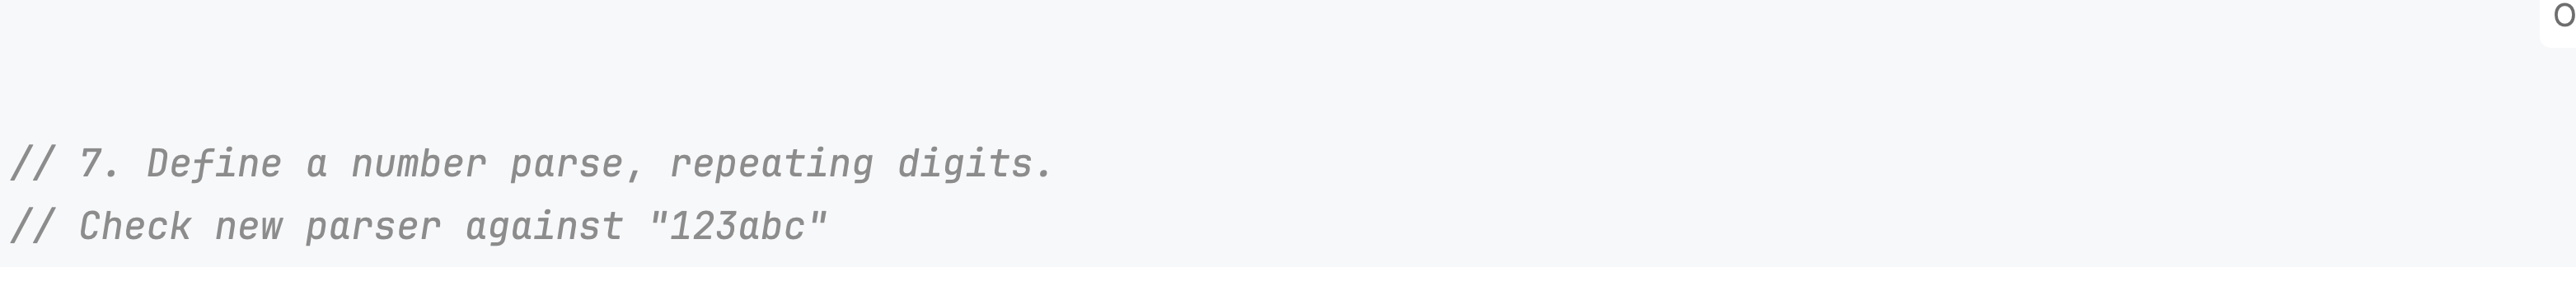 // 7. Define a number parse, repeating digits.
// Check new parser against "123abc"